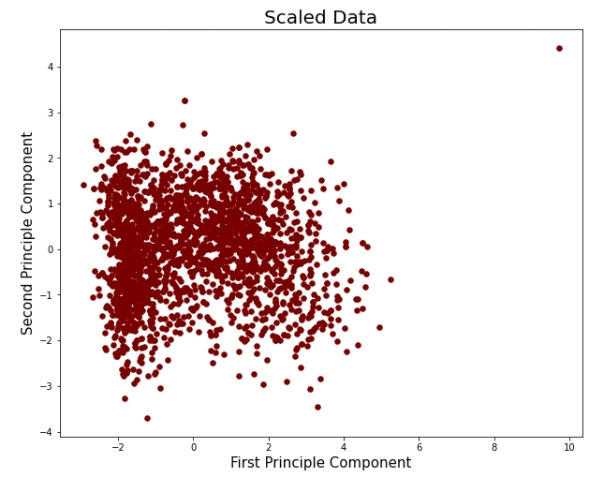 Scaled Data
4
3
2
1
0
−1
−2
−3
−4
Second Principle Component
−2 0 2 4 6 8 10
First Principle Component